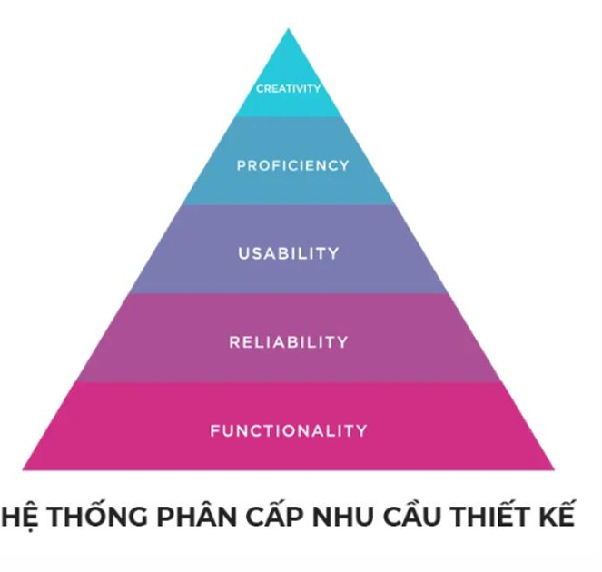 CREATIVITY
PROFICIENCY
USABILITY
RELIABILITY
FUNCTIONALITY
HỆ THỐNG PHÂN CẤP NHU CẦU THIẾT KẾ